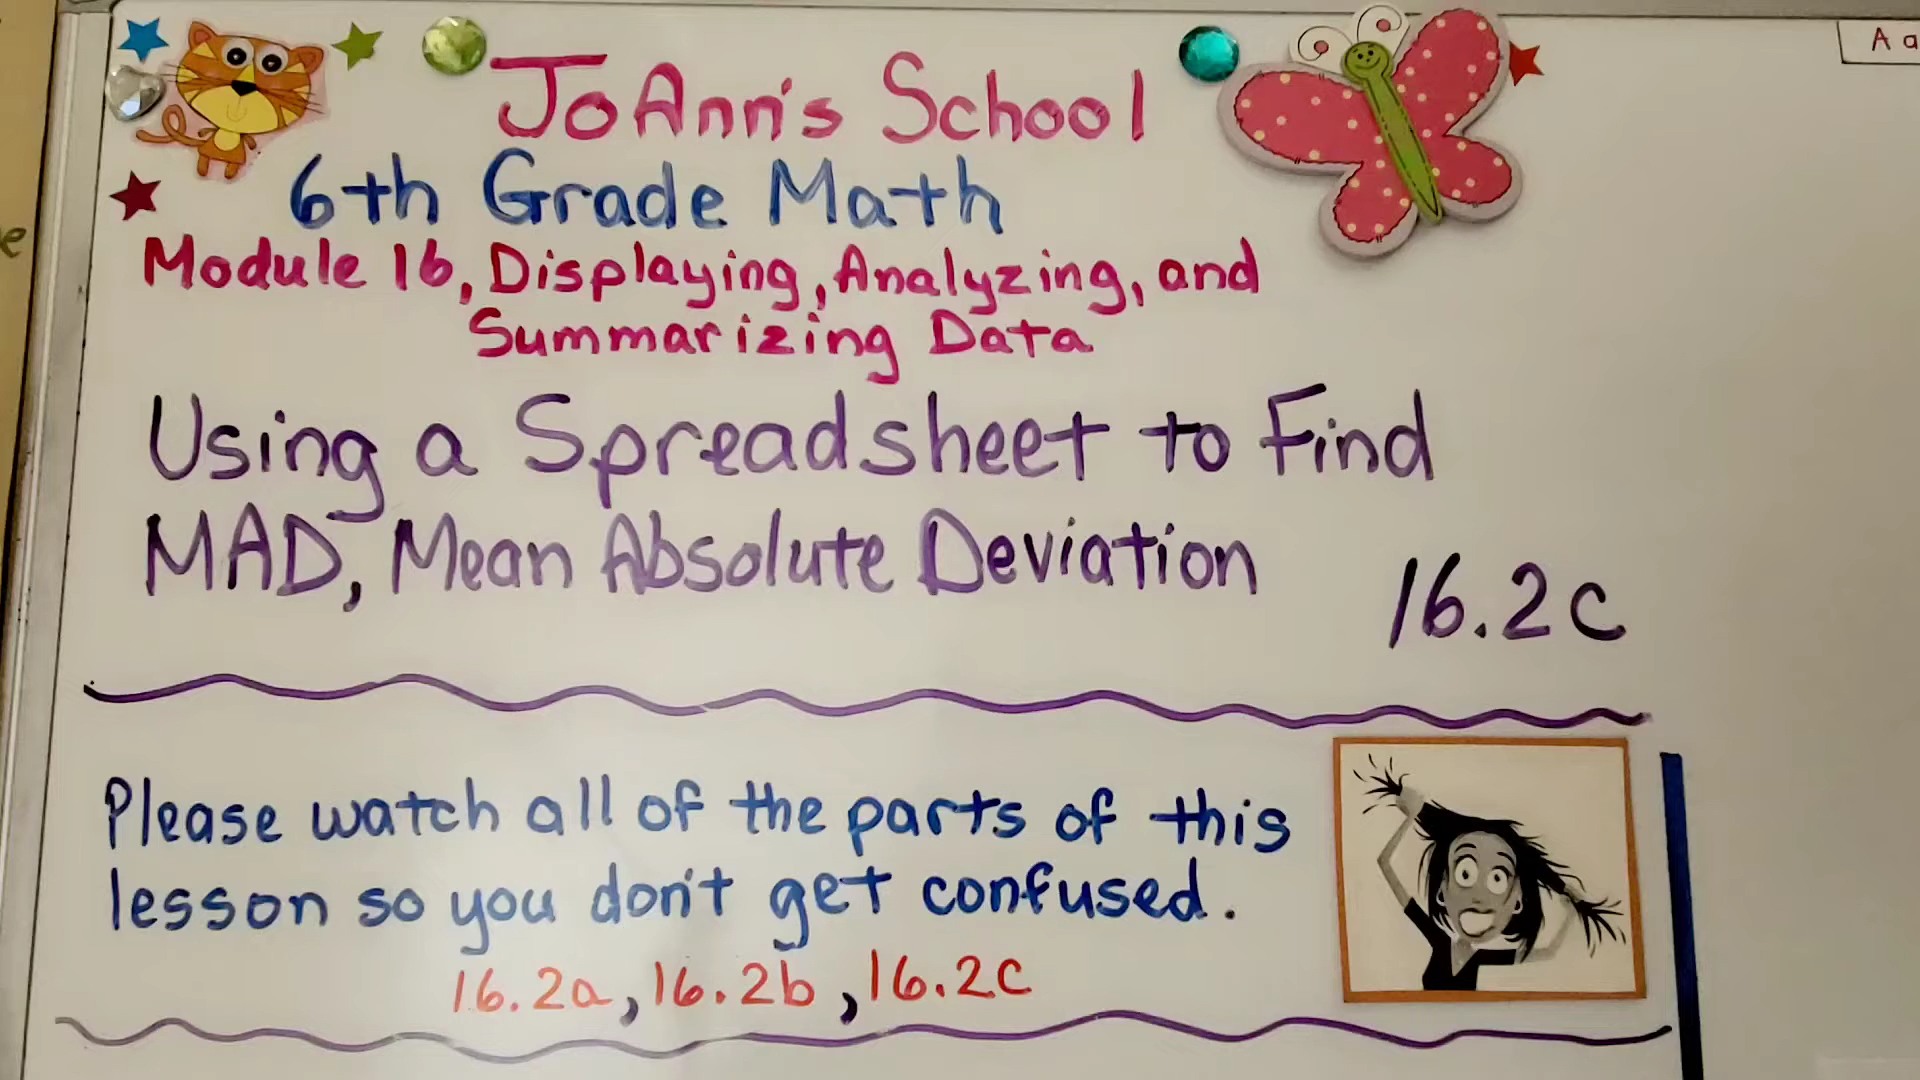 JoAnn's School
6th Grade Math
Module 16, Displaying, Analyzing, and
Summarizing Data
Using a Spreadsheet to Find
MAD, Mean Absolute Deviation
16.2c
Please watch all of the parts of this
lesson so you don't get confused.
16.2a, 16.2b, 16.2c